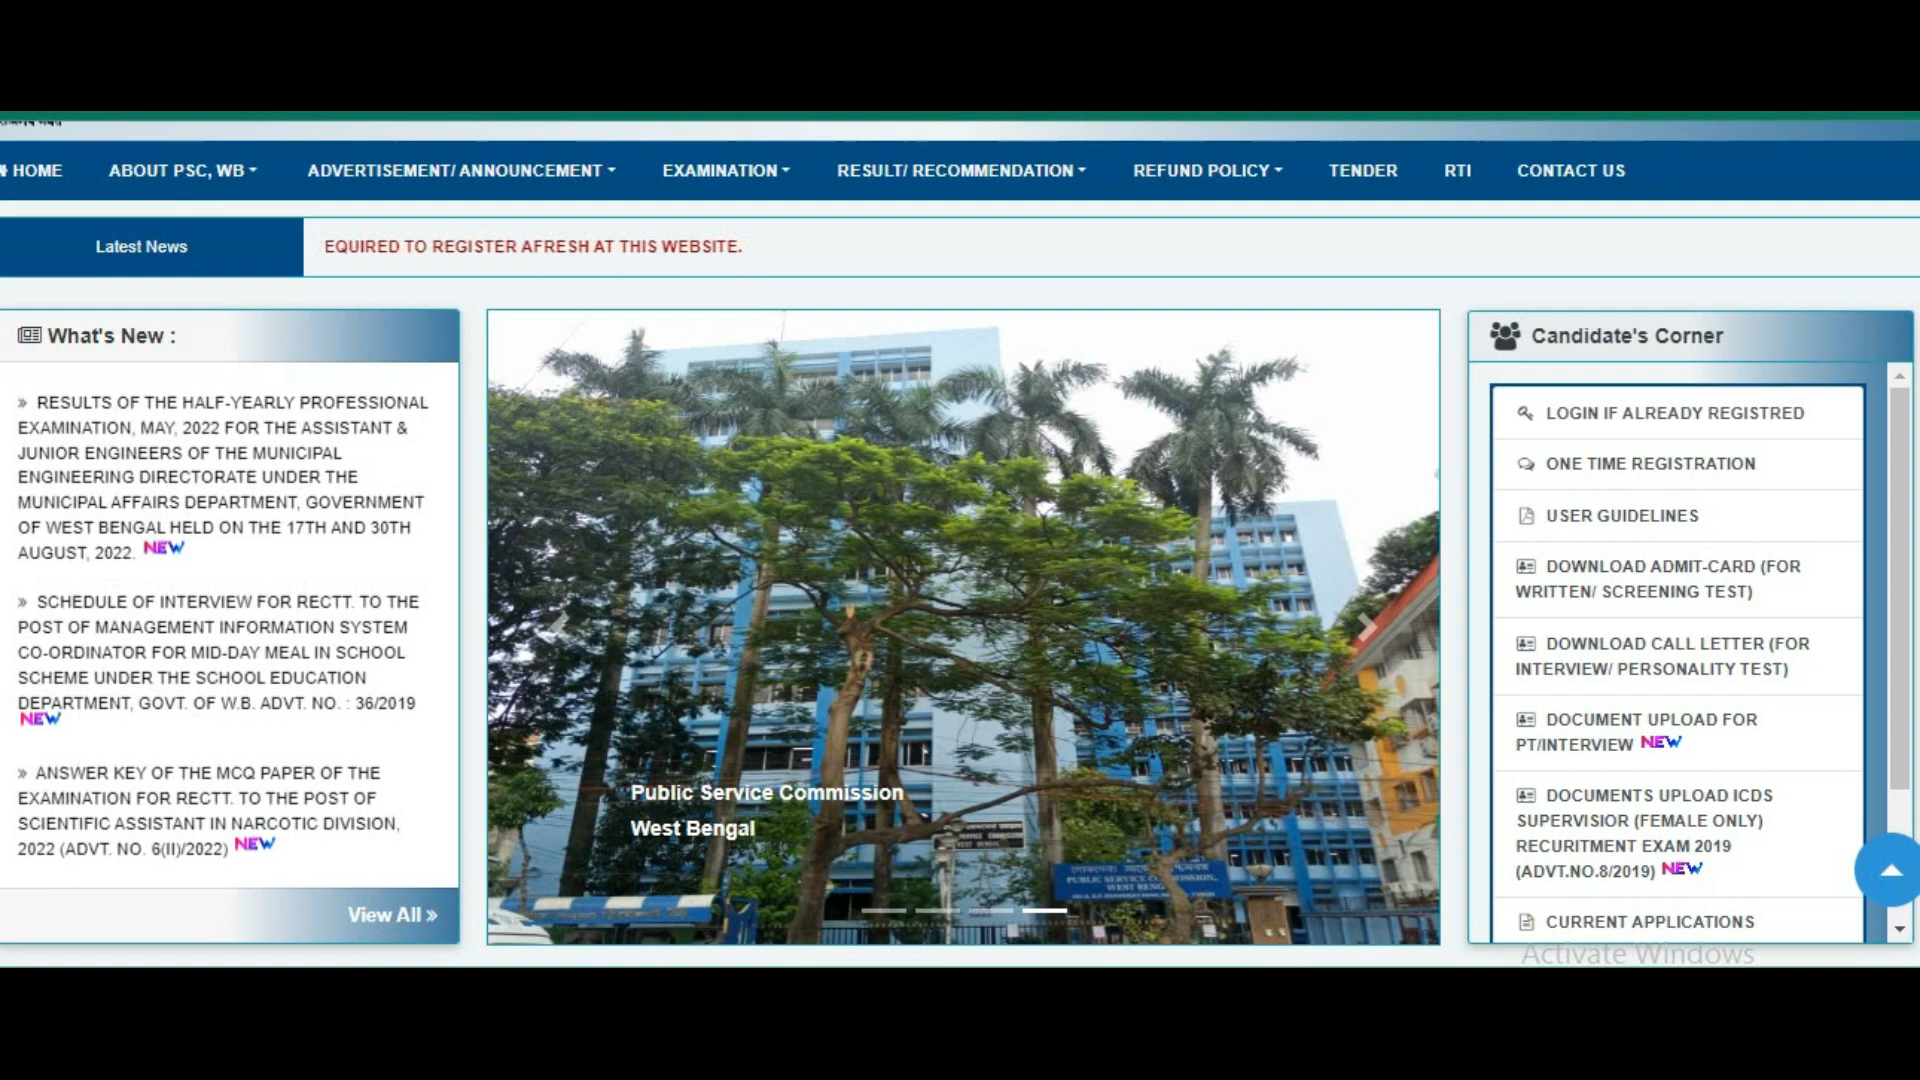 HOME ABOUT PSC, WB ADVERTISEMENT/ ANNOUNCEMENT EXAMINATION RESULT/ RECOMMENDATION REFUND POLICY TENDER RTI CONTACT US
Latest News
EQUIRED TO REGISTER AFRESH AT THIS WEBSITE.
What's New :
» RESULTS OF THE HALF-YEARLY PROFESSIONAL
EXAMINATION, MAY, 2022 FOR THE ASSISTANT &
JUNIOR ENGINEERS OF THE MUNICIPAL
ENGINEERING DIRECTORATE UNDER THE
MUNICIPAL AFFAIRS DEPARTMENT, GOVERNMENT
OF WEST BENGAL HELD ON THE 17TH AND 30TH
AUGUST, 2022. NEW
» SCHEDULE OF INTERVIEW FOR RECTT. TO THE
POST OF MANAGEMENT INFORMATION SYSTEM
CO-ORDINATOR FOR MID-DAY MEAL IN SCHOOL
SCHEME UNDER THE SCHOOL EDUCATION
DEPARTMENT, GOVT. OF W.B. ADVT. NO. : 36/2019
NEW
» ANSWER KEY OF THE MCQ PAPER OF THE
EXAMINATION FOR RECTT. TO THE POST OF
SCIENTIFIC ASSISTANT IN NARCOTIC DIVISION,
2022 (ADVT. NO. 6(II)/2022) NEW
View All »
Public Service Commission
West Bengal
PUBLIC SERVICE COMMISSION,
WEST BENGAL
Candidate's Corner
LOGIN IF ALREADY REGISTRED
ONE TIME REGISTRATION
USER GUIDELINES
DOWNLOAD ADMIT-CARD (FOR
WRITTEN/ SCREENING TEST)
DOWNLOAD CALL LETTER (FOR
INTERVIEW/ PERSONALITY TEST)
DOCUMENT UPLOAD FOR
PT/INTERVIEW NEW
DOCUMENTS UPLOAD ICDS
SUPERVISIOR (FEMALE ONLY)
RECURITMENT EXAM 2019
(ADVT.NO.8/2019) NEW
CURRENT APPLICATIONS
Activate Windows